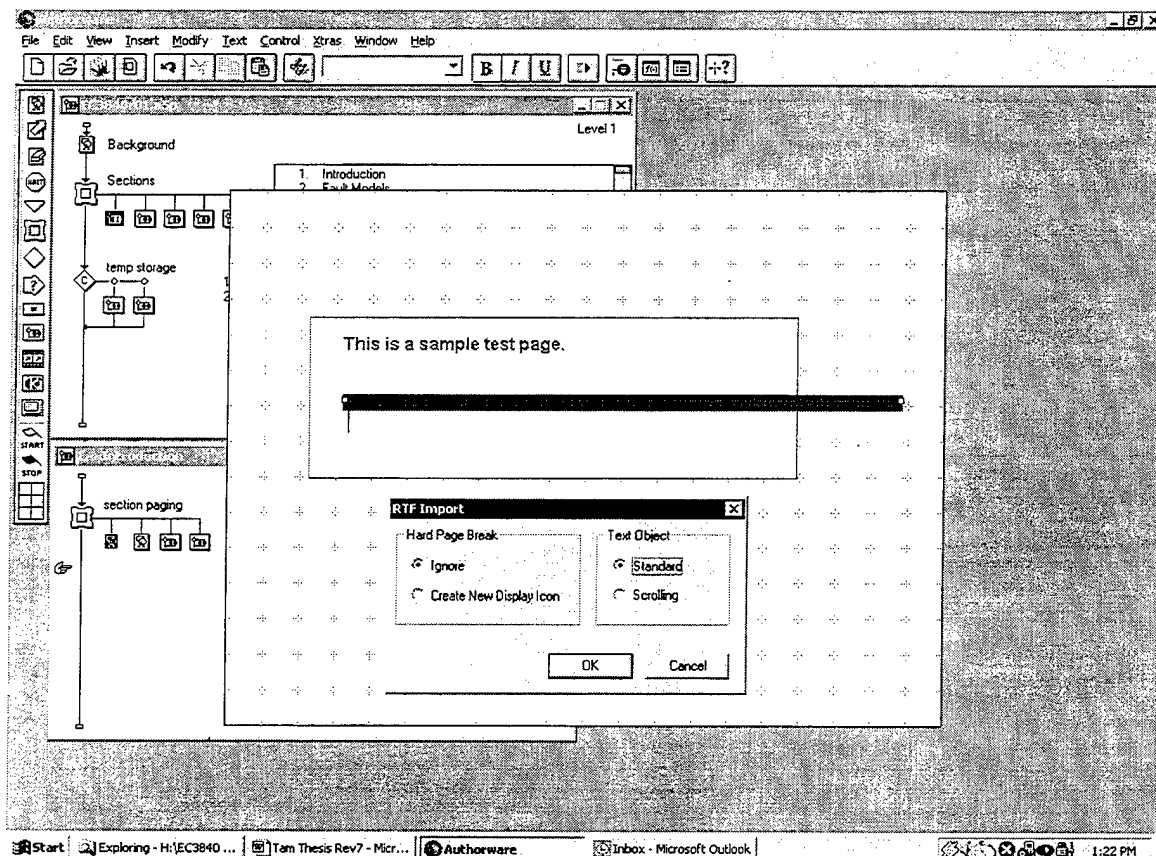 File Edit View Insert Modify Text Control Xtras Window Help
B I U
Level 1
Background
1. Introduction
2. Fault Models
Sections
This is a sample test page.
temp storage
C
WAIT
START
STOP
section paging
RTF Import
Hard Page Break
Text Object
Ignore
Standard
Create New Display Icon
Scrolling
OK
Cancel
Start
Exploring - H:\EC3840 ...
Tam Thesis Rev7 - Micr...
Authorware
Inbox - Microsoft Outlook
1:22 PM